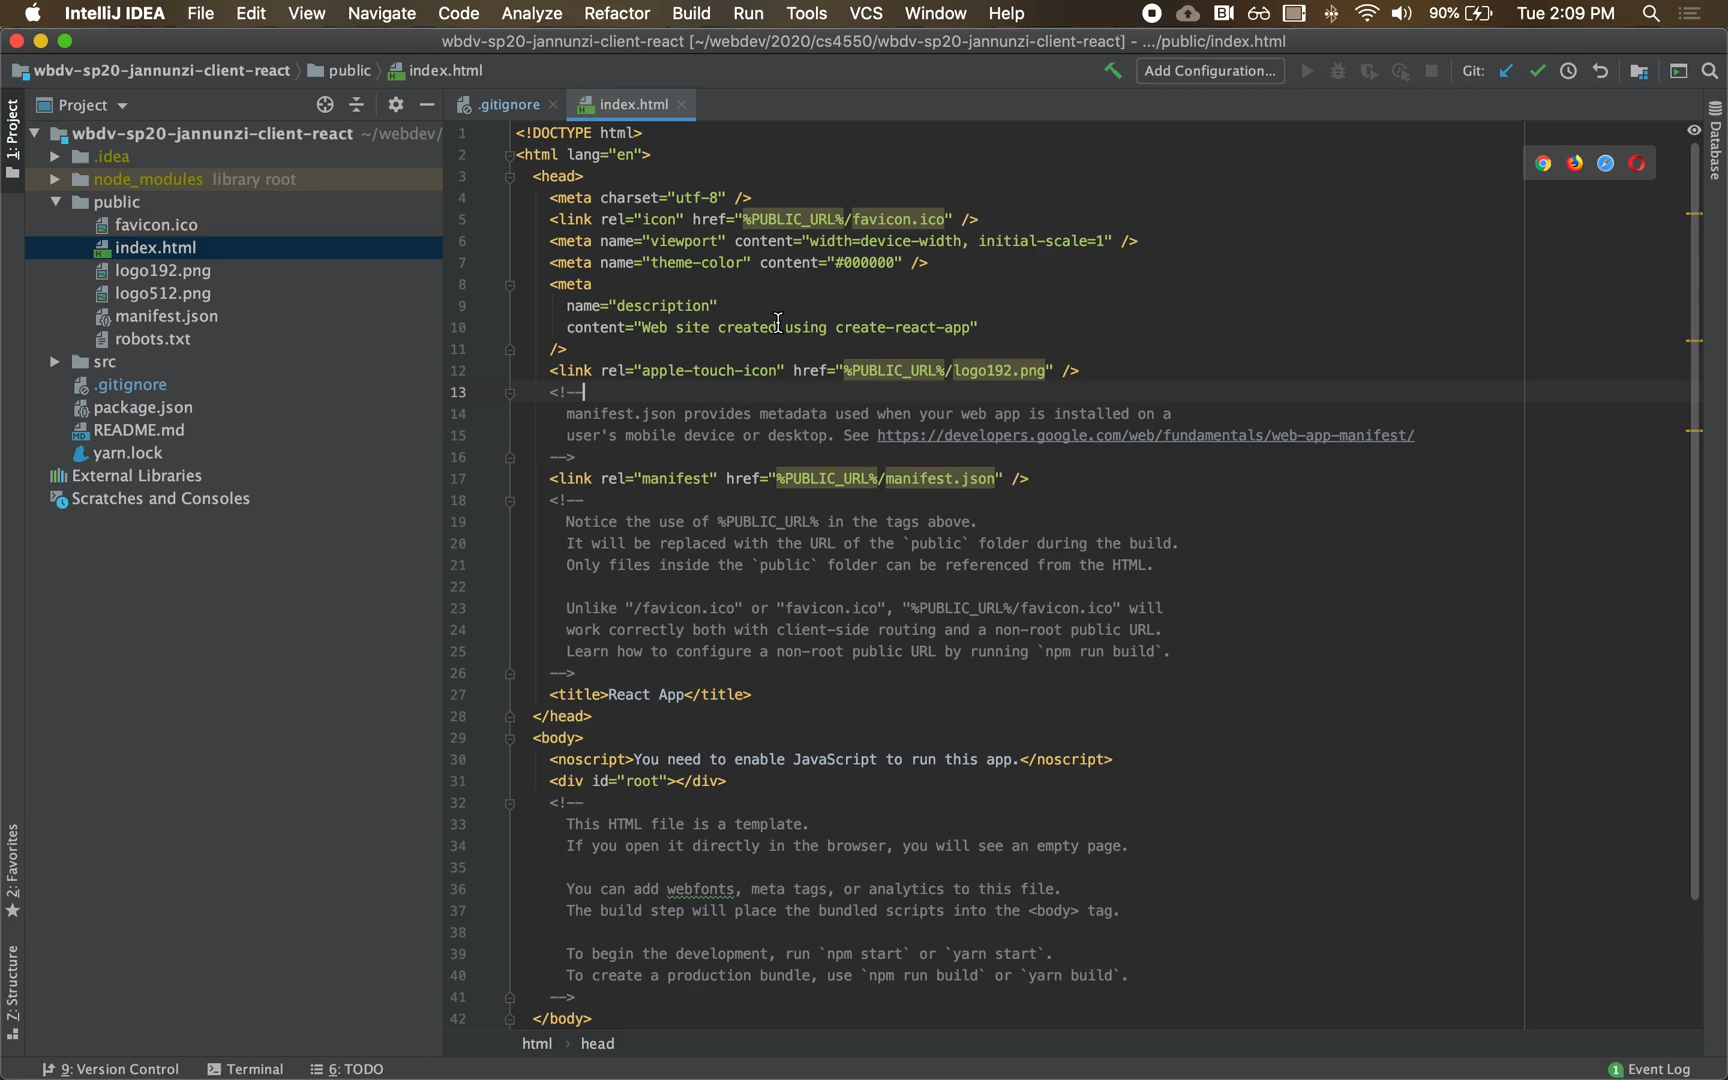 IntelliJ IDEA File Edit View Navigate Code Analyze Refactor Build Run Tools VCS Window Help 90% Tue 2:09 PM
wbdv-sp20-jannunzi-client-react [~/webdev/2020/cs4550/wbdv-sp20-jannunzi-client-react] - .../public/index.html
wbdv-sp20-jannunzi-client-react public index.html Add Configuration... Git:
1: Project
Project
.gitignore index.html
wbdv-sp20-jannunzi-client-react ~/webdev/
.idea
node_modules library root
public
favicon.ico
index.html
logo192.png
logo512.png
manifest.json
robots.txt
src
.gitignore
package.json
README.md
yarn.lock
External Libraries
Scratches and Consoles
1 <!DOCTYPE html>
2 <html lang="en">
3 <head>
4 <meta charset="utf-8" />
5 <link rel="icon" href="%PUBLIC_URL%/favicon.ico" />
6 <meta name="viewport" content="width=device-width, initial-scale=1" />
7 <meta name="theme-color" content="#000000" />
8 <meta
9 name="description"
10 content="Web site created using create-react-app"
11 />
12 <link rel="apple-touch-icon" href="%PUBLIC_URL%/logo192.png" />
13 <!--
14 manifest.json provides metadata used when your web app is installed on a
15 user's mobile device or desktop. See https://developers.google.com/web/fundamentals/web-app-manifest/
16 -->
17 <link rel="manifest" href="%PUBLIC_URL%/manifest.json" />
18 <!--
19 Notice the use of %PUBLIC_URL% in the tags above.
20 It will be replaced with the URL of the `public` folder during the build.
21 Only files inside the `public` folder can be referenced from the HTML.
22
23 Unlike "/favicon.ico" or "favicon.ico", "%PUBLIC_URL%/favicon.ico" will
24 work correctly both with client-side routing and a non-root public URL.
25 Learn how to configure a non-root public URL by running `npm run build`.
26 -->
27 <title>React App</title>
28 </head>
29 <body>
30 <noscript>You need to enable JavaScript to run this app.</noscript>
31 <div id="root"></div>
32 <!--
33 This HTML file is a template.
34 If you open it directly in the browser, you will see an empty page.
35
36 You can add webfonts, meta tags, or analytics to this file.
37 The build step will place the bundled scripts into the <body> tag.
38
39 To begin the development, run `npm start` or `yarn start`.
40 To create a production bundle, use `npm run build` or `yarn build`.
41 -->
42 </body>
Database
2: Favorites
Z: Structure
html › head
9: Version Control Terminal 6: TODO 1 Event Log